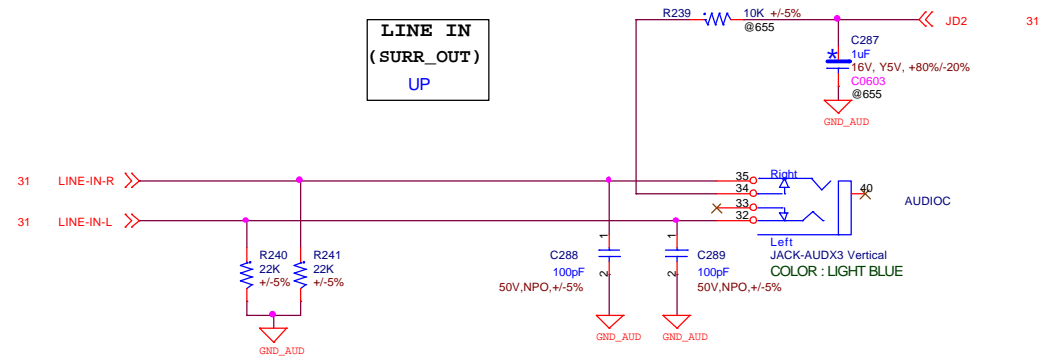 LINE IN
(SURR_OUT)
UP
R239
10K +/-5%
@655
JD2
31
C287
*
1uF
16V, Y5V, +80%/-20%
C0603
@655
GND_AUD
31
LINE-IN-R
31
LINE-IN-L
35
Right
34
33
32
40
AUDIOC
Left
JACK-AUDX3 Vertical
COLOR : LIGHT BLUE
R240
22K
+/-5%
R241
22K
+/-5%
GND_AUD
1
C288
100pF
2
50V,NPO,+/-5%
GND_AUD
1
C289
100pF
2
50V,NPO,+/-5%
GND_AUD